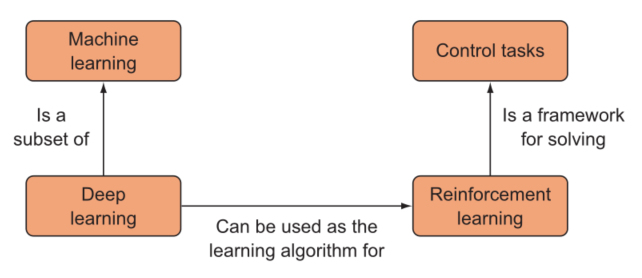 Machine
learning
Control tasks
Is a
subset of
Is a framework
for solving
Deep
learning
Can be used as the
learning algorithm for
Reinforcement
learning